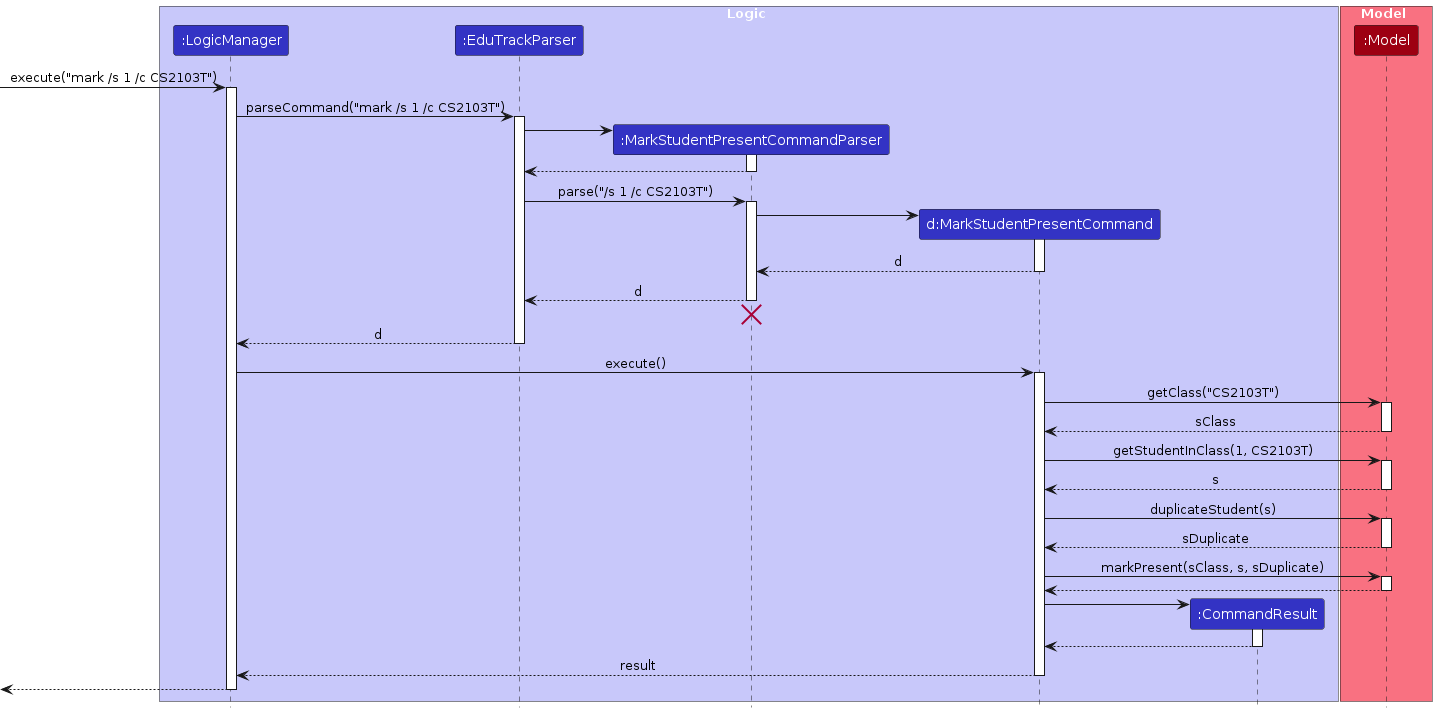 Logic
Model
:LogicManager
:EduTrackParser
:Model
execute("mark /s 1 /c CS2103T")
parseCommand("mark /s 1 /c CS2103T")
:MarkStudentPresentCommandParser
parse("/s 1 /c CS2103T")
d:MarkStudentPresentCommand
d
d
d
execute()
getClass("CS2103T")
sClass
getStudentInClass(1, CS2103T)
s
duplicateStudent(s)
sDuplicate
markPresent(sClass, s, sDuplicate)
:CommandResult
result